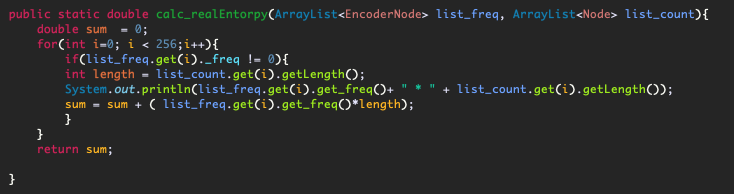 public static double calc_realEntorpy(ArrayList<EncoderNode> list_freq, ArrayList<Node> list_count){
    double sum  = 0;
    for(int i=0; i < 256;i++){
        if(list_freq.get(i)._freq != 0){
        int length = list_count.get(i).getLength();
        System.out.println(list_freq.get(i).get_freq()+ " * " + list_count.get(i).getLength());
        sum = sum + ( list_freq.get(i).get_freq()*length);
        }
    }
    return sum;
}